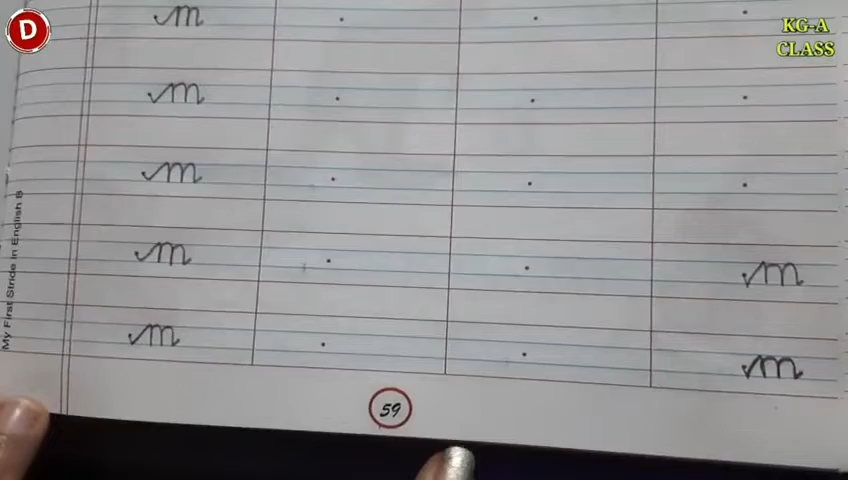 D
KG-A
CLASS
m
m
m
m m
m m
My First Stride in English B
59